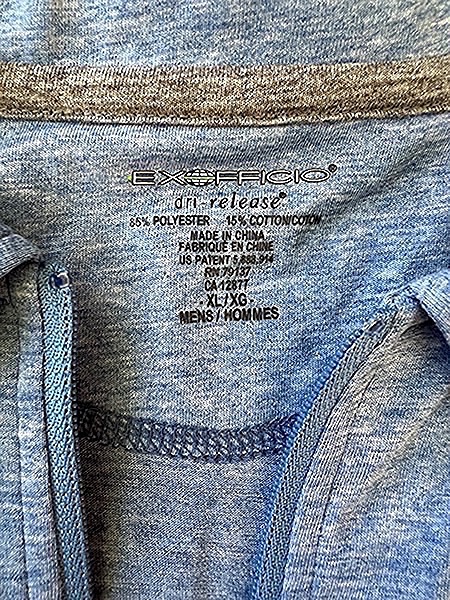 EXOFFICIO®
dri release®
85% POLYESTER 15% COTTON/COTON
MADE IN CHINA
FABRIQUE EN CHINE
US PATENT 5,888,914
RN 79137
CA 12877
XL/XG
MENS / HOMMES